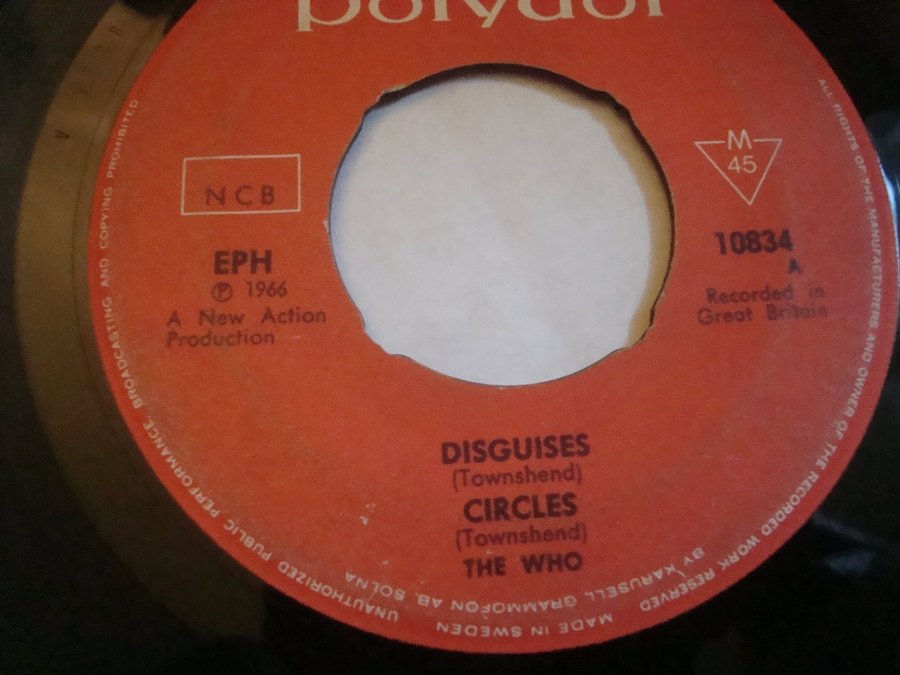 polydor
NCB
M
45
EPH
10834
A
℗ 1966
A New Action
Production
Recorded in
Great Britain
DISGUISES
(Townshend)
CIRCLES
(Townshend)
THE WHO
ALL RIGHTS OF THE MANUFACTURERS AND OWNER OF THE RECORDED WORK RESERVED
UNAUTHORIZED PUBLIC PERFORMANCE BROADCASTING AND COPYING PROHIBITED
MADE IN SWEDEN
BY KARUSELL GRAMMOFON AB. SOLNA